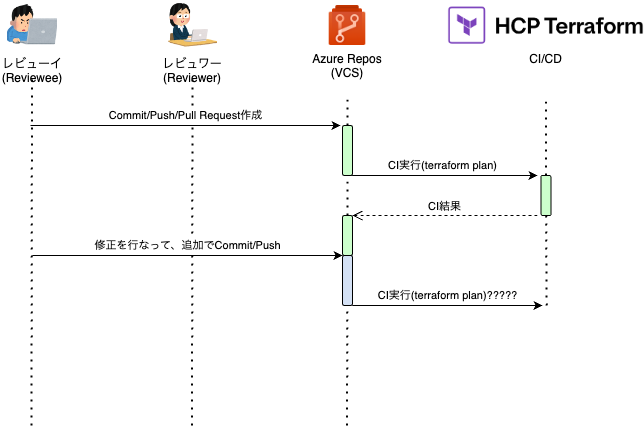 HCP Terraform
レビューイ
(Reviewee)
レビュワー
(Reviewer)
Azure Repos
(VCS)
CI/CD
Commit/Push/Pull Request作成
CI実行(terraform plan)
CI結果
修正を行なって、追加でCommit/Push
CI実行(terraform plan)?????